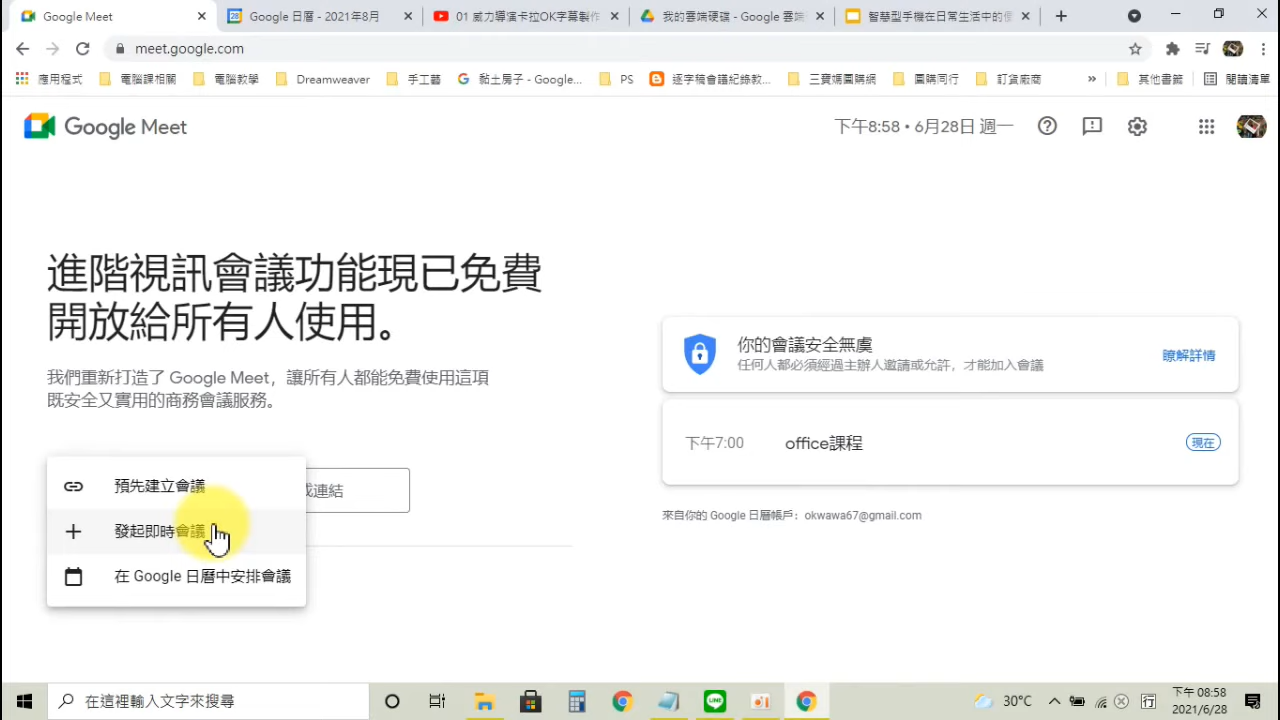 Google Meet
Google 日曆 - 2021年8月
01 威力導演卡拉OK字幕製作
我的雲端硬碟 - Google 雲端
智慧型手機在日常生活中的信
meet.google.com
應用程式
電腦課相關
電腦教學
Dreamweaver
手工藝
黏土房子 - Google...
PS
逐字稿會議紀錄教...
三寶媽團購網
團購同行
訂貨廠商
»
其他書籤
閱讀清單
Google Meet
下午8:58 • 6月28日 週一
進階視訊會議功能現已免費
開放給所有人使用。
我們重新打造了 Google Meet，讓所有人都能免費使用這項
既安全又實用的商務會議服務。
預先建立會議
或連結
發起即時會議
在 Google 日曆中安排會議
你的會議安全無虞
任何人都必須經過主辦人邀請或允許，才能加入會議
瞭解詳情
下午7:00
office課程
現在
來自你的 Google 日曆帳戶：okwawa67@gmail.com
在這裡輸入文字來搜尋
LINE
30°C
行
下午 08:58
2021/6/28